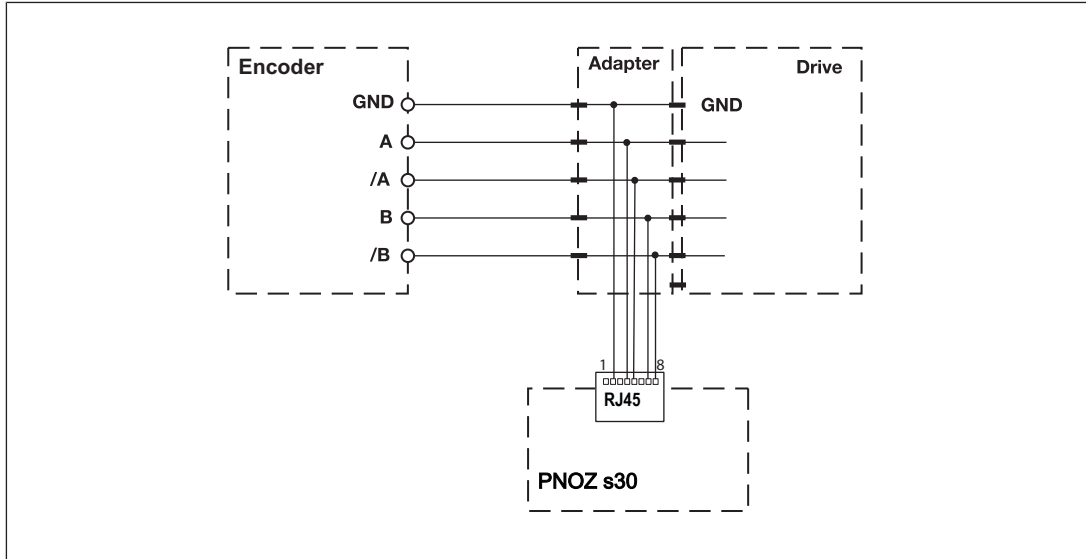 Encoder
Adapter
Drive
GND
GND
A
/A
B
/B
1
8
RJ45
PNOZ s30